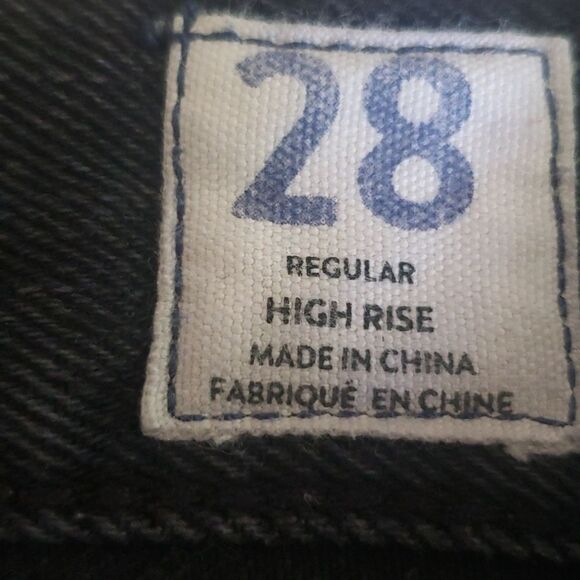 28
REGULAR
HIGH RISE
MADE IN CHINA
FABRIQUÉ EN CHINE